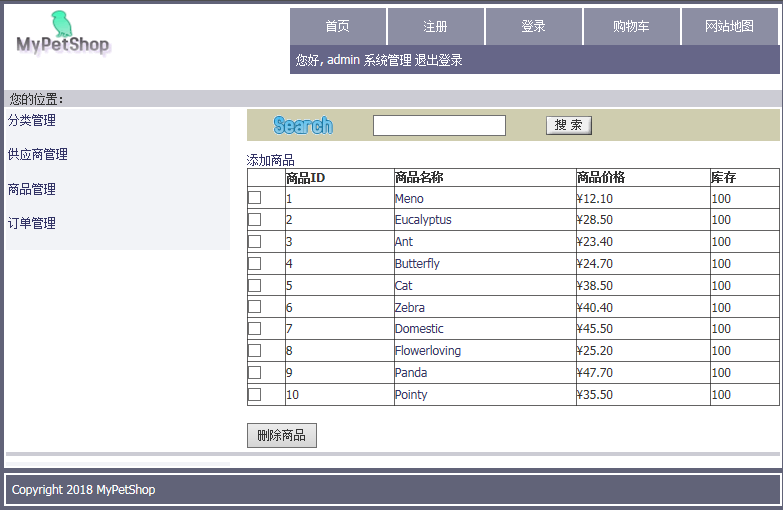 MyPetShop
首页 注册 登录 购物车 网站地图
您好, admin 系统管理 退出登录
您的位置：
分类管理
供应商管理
商品管理
订单管理
Search 搜 索
添加商品
商品ID 商品名称 商品价格 库存
1 Meno ¥12.10 100
2 Eucalyptus ¥28.50 100
3 Ant ¥23.40 100
4 Butterfly ¥24.70 100
5 Cat ¥38.50 100
6 Zebra ¥40.40 100
7 Domestic ¥45.50 100
8 Flowerloving ¥25.20 100
9 Panda ¥47.70 100
10 Pointy ¥35.50 100
删除商品
Copyright 2018 MyPetShop